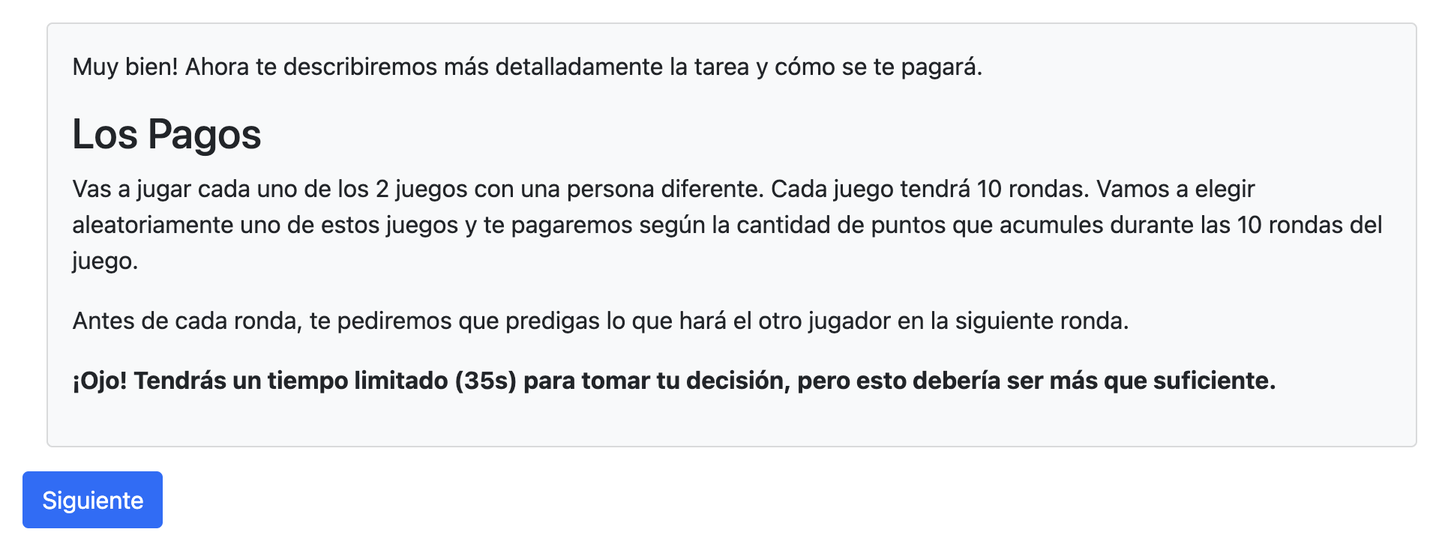 Muy bien! Ahora te describiremos más detalladamente la tarea y cómo se te pagará.
Los Pagos
Vas a jugar cada uno de los 2 juegos con una persona diferente. Cada juego tendrá 10 rondas. Vamos a elegir
aleatoriamente uno de estos juegos y te pagaremos según la cantidad de puntos que acumules durante las 10 rondas del
juego.
Antes de cada ronda, te pediremos que predigas lo que hará el otro jugador en la siguiente ronda.
¡Ojo! Tendrás un tiempo limitado (35s) para tomar tu decisión, pero esto debería ser más que suficiente.
Siguiente